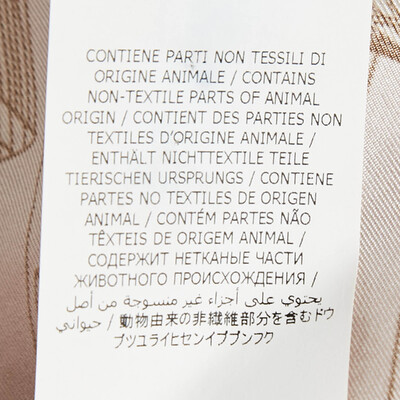 CONTIENE PARTI NON TESSILI DI
ORIGINE ANIMALE / CONTAINS
NON-TEXTILE PARTS OF ANIMAL
ORIGIN / CONTIENT DES PARTIES NON
TEXTILES D'ORIGINE ANIMALE /
ENTHÄLT NICHTTEXTILE TEILE
TIERISCHEN URSPRUNGS / CONTIENE
PARTES NO TEXTILES DE ORIGEN
ANIMAL / CONTÉM PARTES NÃO
TÊXTEIS DE ORIGEM ANIMAL /
СОДЕРЖИТ НЕТКАНЫЕ ЧАСТИ
ЖИВОТНОГО ПРОИСХОЖДЕНИЯ /
يحتوي على أجزاء غير منسوجة من أصل
حيواني / 動物由来の非繊維部分を含むドウ
ブツユライヒセンイブブンフク